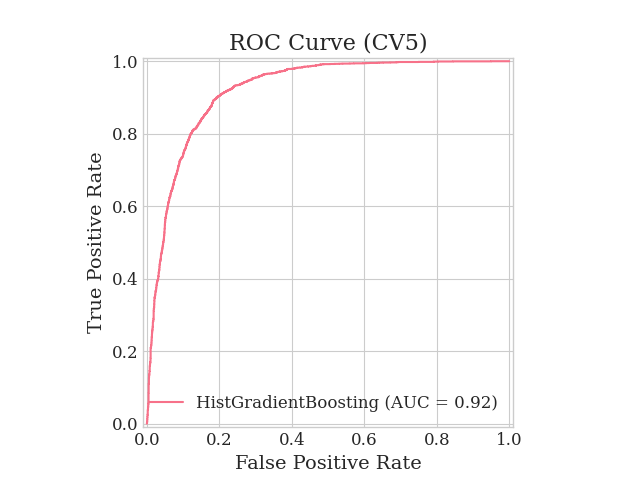 ROC Curve (CV5)
True Positive Rate
1.0
0.8
0.6
0.4
0.2
0.0
HistGradientBoosting (AUC = 0.92)
0.0 0.2 0.4 0.6 0.8 1.0
False Positive Rate